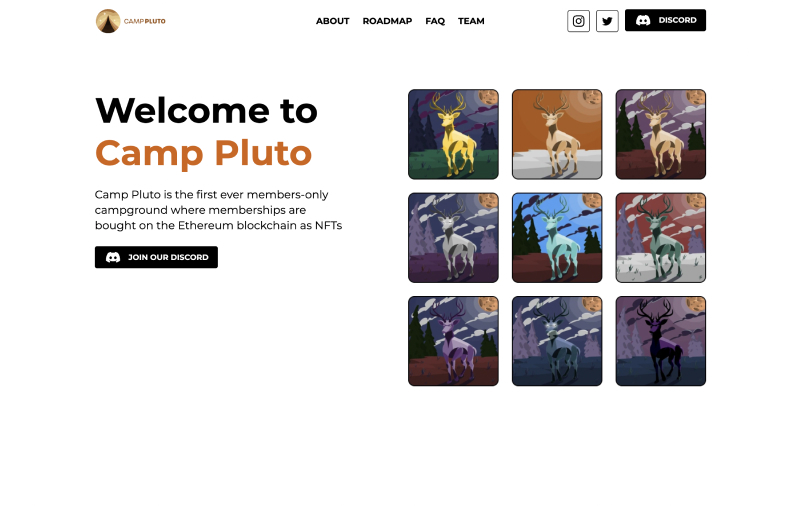 CAMP PLUTO
ABOUT ROADMAP FAQ TEAM
DISCORD
Welcome to
Camp Pluto
Camp Pluto is the first ever members-only
campground where memberships are
bought on the Ethereum blockchain as NFTs
JOIN OUR DISCORD